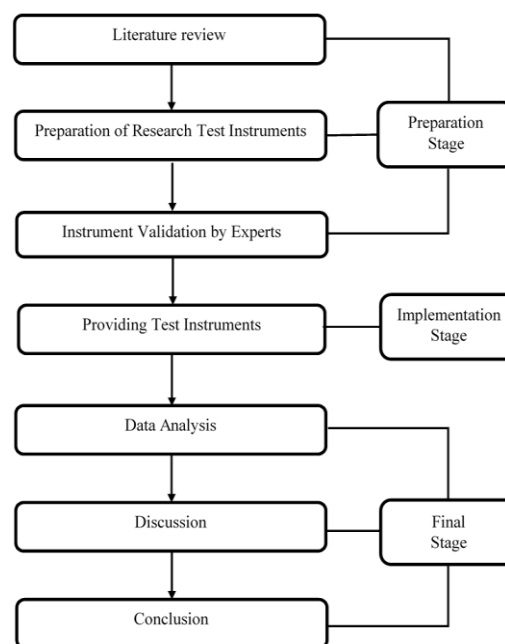 Literature review
Preparation of Research Test Instruments
Preparation
Stage
Instrument Validation by Experts
Providing Test Instruments
Implementation
Stage
Data Analysis
Discussion
Final
Stage
Conclusion